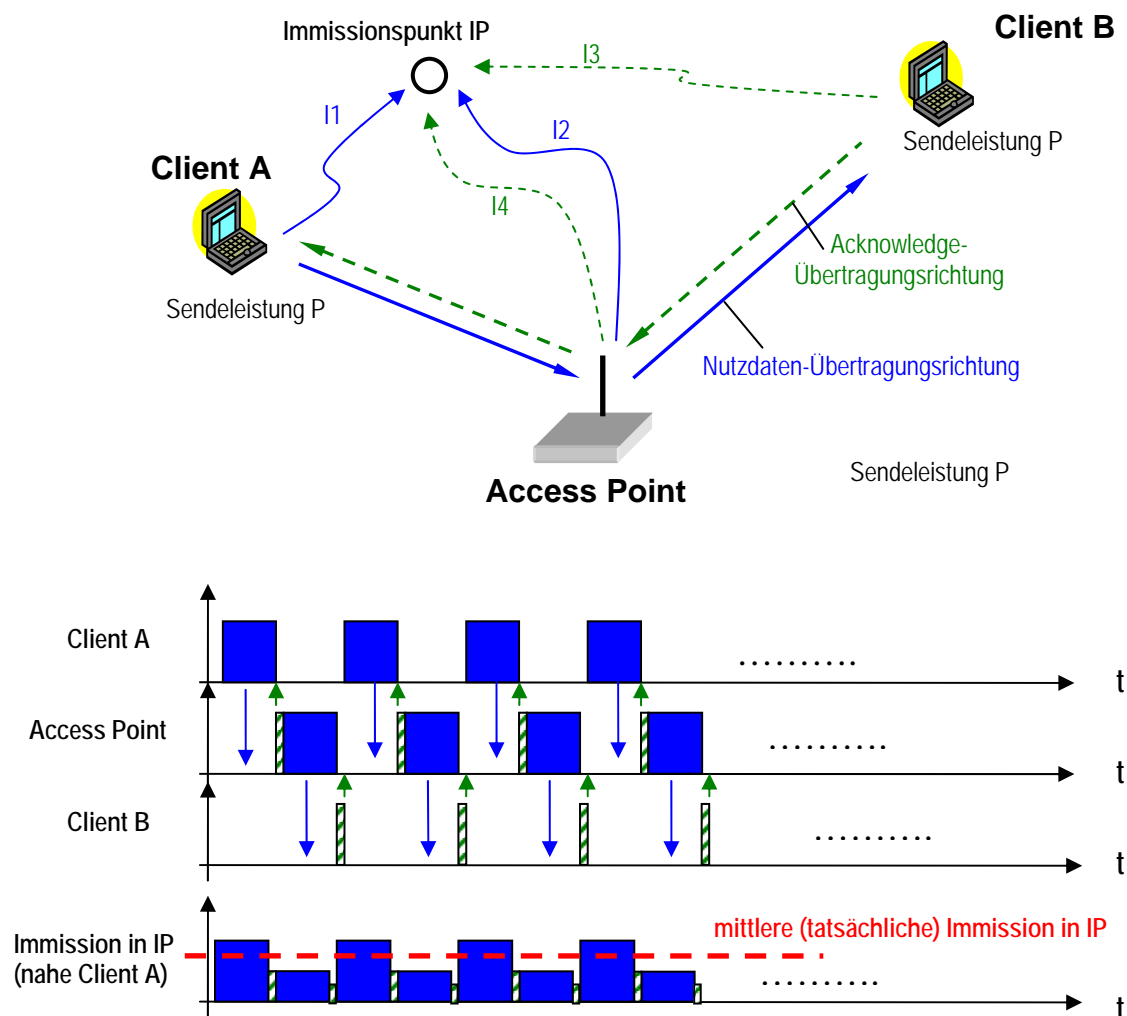 Immissionspunkt IP
Client B
I3
I1
I2
Sendeleistung P
Client A
I4
Acknowledge-
Übertragungsrichtung
Sendeleistung P
Nutzdaten-Übertragungsrichtung
Sendeleistung P
Access Point
Client A
..........
t
Access Point
..........
t
Client B
..........
t
Immission in IP
(nahe Client A)
mittlere (tatsächliche) Immission in IP
..........
t